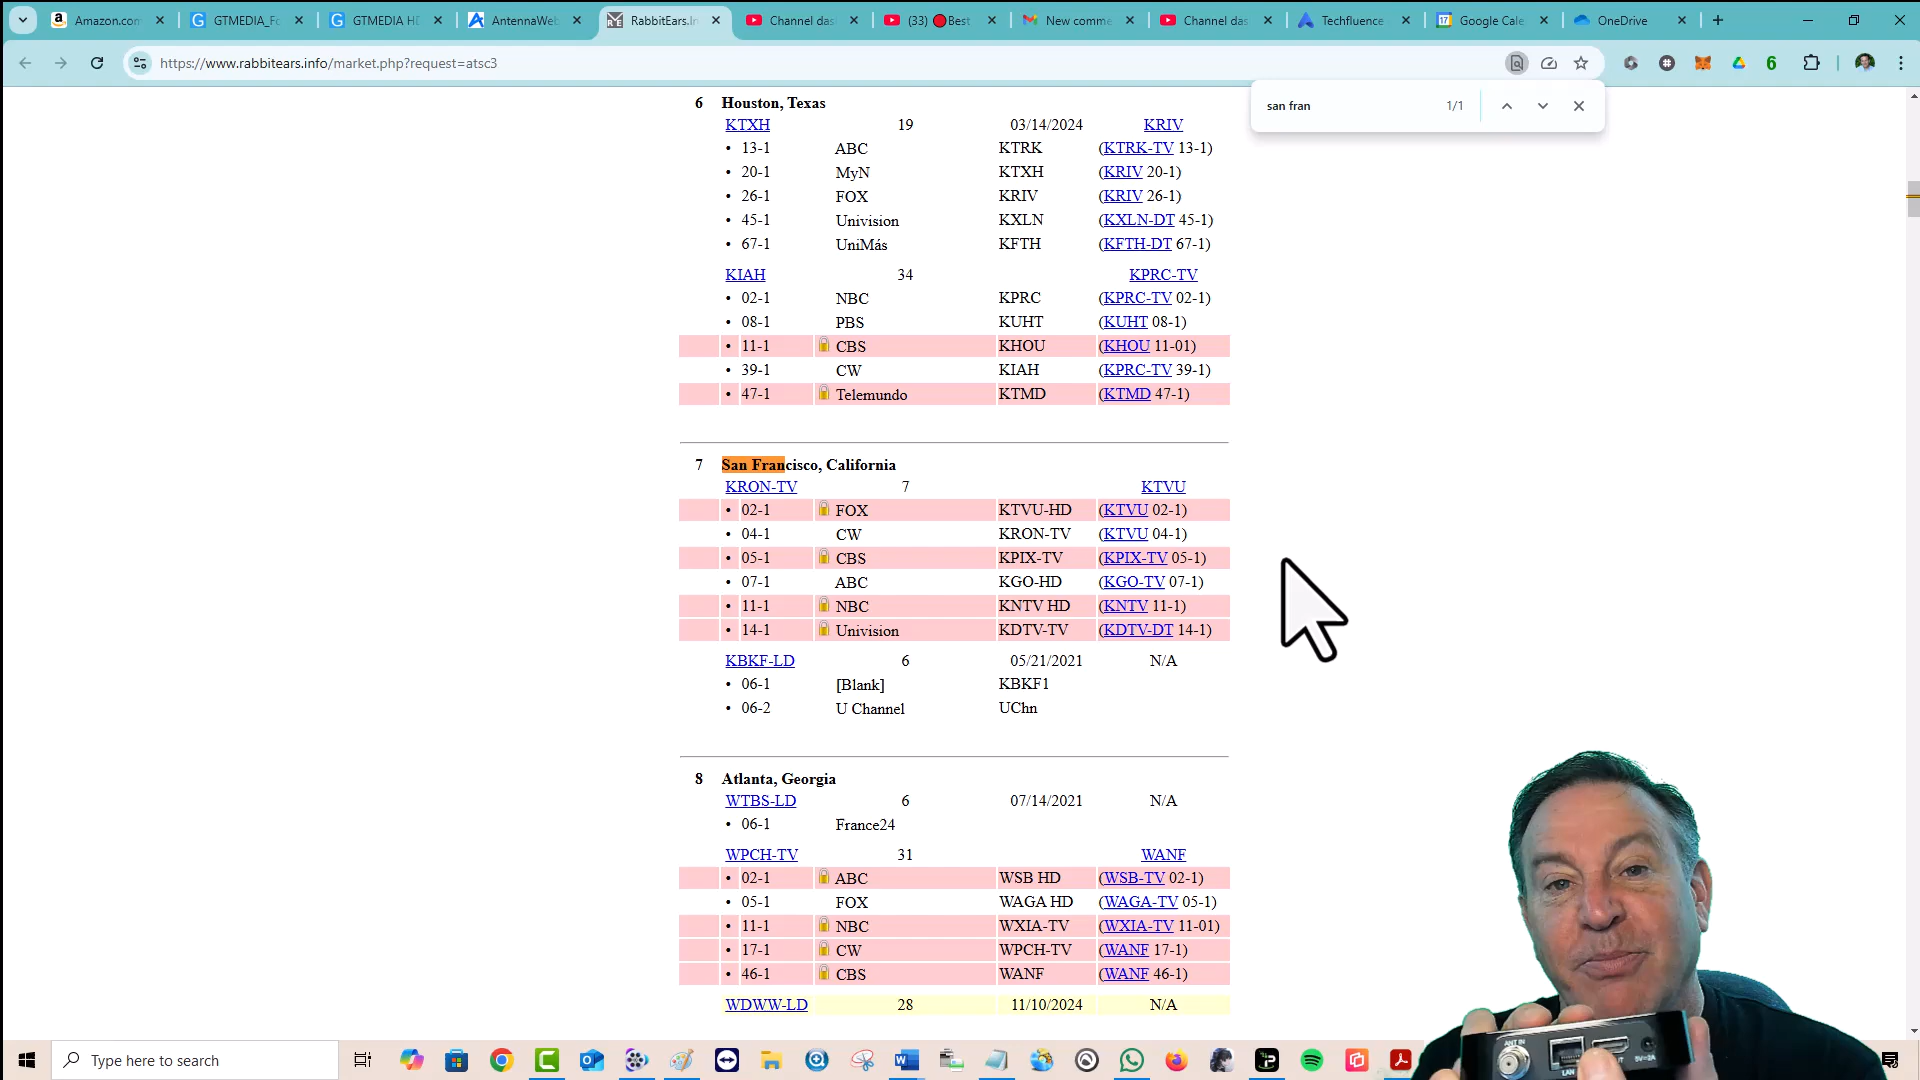 Amazon.com
GTMEDIA_Fo
GTMEDIA HD
AntennaWeb
RabbitEars.In
Channel das
(33) 🔴Best
New comme
Channel das
Techfluence
Google Cale
OneDrive
https://www.rabbitears.info/market.php?request=atsc3
6
san fran 1/1
6 Houston, Texas
KTXH 19 03/14/2024 KRIV
• 13-1 ABC KTRK (KTRK-TV 13-1)
• 20-1 MyN KTXH (KRIV 20-1)
• 26-1 FOX KRIV (KRIV 26-1)
• 45-1 Univision KXLN (KXLN-DT 45-1)
• 67-1 UniMás KFTH (KFTH-DT 67-1)
KIAH 34 KPRC-TV
• 02-1 NBC KPRC (KPRC-TV 02-1)
• 08-1 PBS KUHT (KUHT 08-1)
• 11-1 CBS KHOU (KHOU 11-01)
• 39-1 CW KIAH (KPRC-TV 39-1)
• 47-1 Telemundo KTMD (KTMD 47-1)
7 San Francisco, California
KRON-TV 7 KTVU
• 02-1 FOX KTVU-HD (KTVU 02-1)
• 04-1 CW KRON-TV (KTVU 04-1)
• 05-1 CBS KPIX-TV (KPIX-TV 05-1)
• 07-1 ABC KGO-HD (KGO-TV 07-1)
• 11-1 NBC KNTV HD (KNTV 11-1)
• 14-1 Univision KDTV-TV (KDTV-DT 14-1)
KBKF-LD 6 05/21/2021 N/A
• 06-1 [Blank] KBKF1
• 06-2 U Channel UChn
8 Atlanta, Georgia
WTBS-LD 6 07/14/2021 N/A
• 06-1 France24
WPCH-TV 31 WANF
• 02-1 ABC WSB HD (WSB-TV 02-1)
• 05-1 FOX WAGA HD (WAGA-TV 05-1)
• 11-1 NBC WXIA-TV (WXIA-TV 11-01)
• 17-1 CW WPCH-TV (WANF 17-1)
• 46-1 CBS WANF (WANF 46-1)
WDWW-LD 28 11/10/2024 N/A
ANT IN
LAN
5V=2A
Type here to search